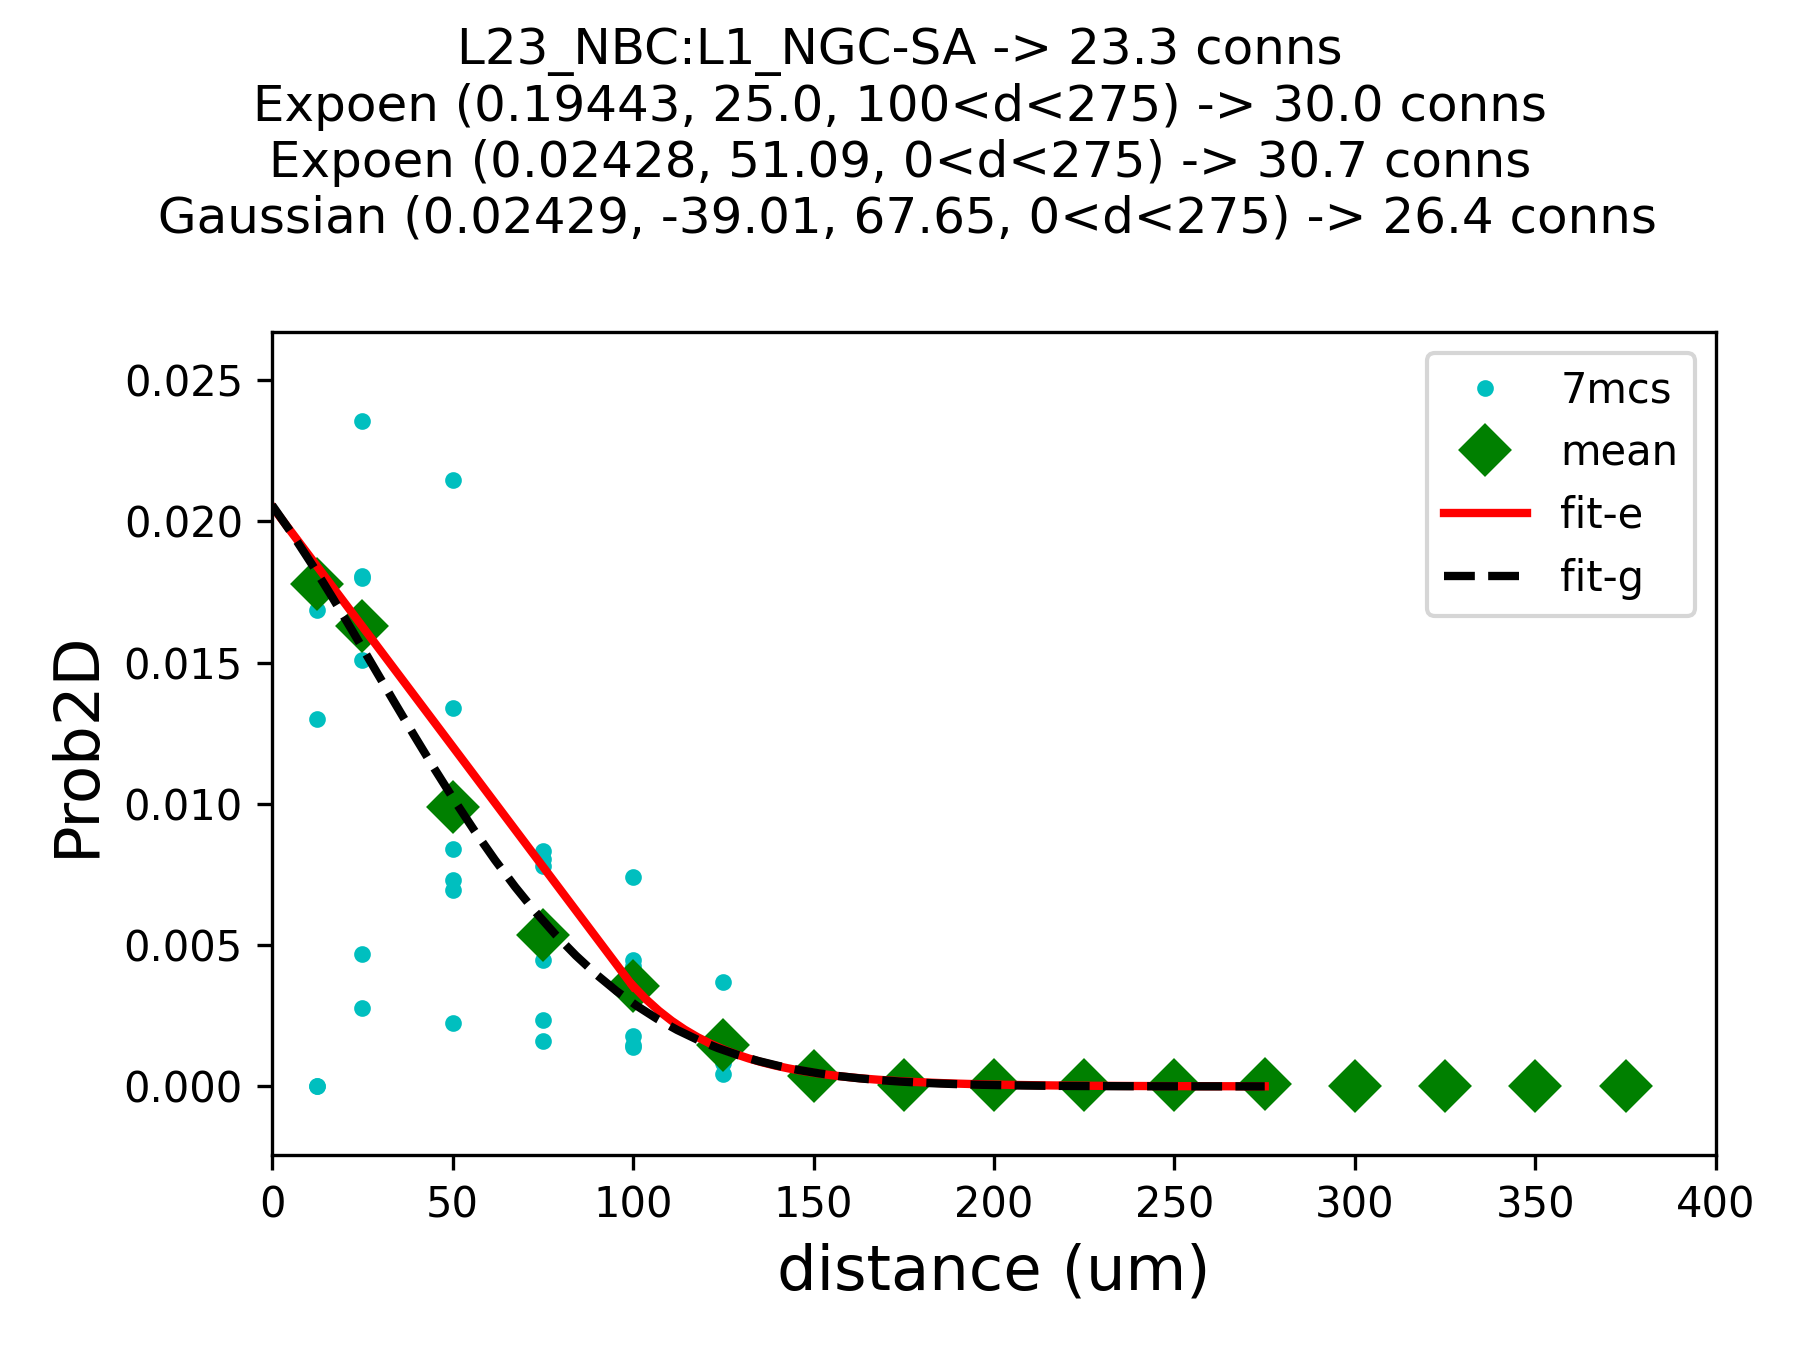 L23_NBC:L1_NGC-SA -> 23.3 conns
Expoen (0.19443, 25.0, 100<d<275) -> 30.0 conns
Expoen (0.02428, 51.09, 0<d<275) -> 30.7 conns
Gaussian (0.02429, -39.01, 67.65, 0<d<275) -> 26.4 conns
7mcs
mean
fit-e
fit-g
Prob2D
0.025
0.020
0.015
0.010
0.005
0.000
0 50 100 150 200 250 300 350 400
distance (um)